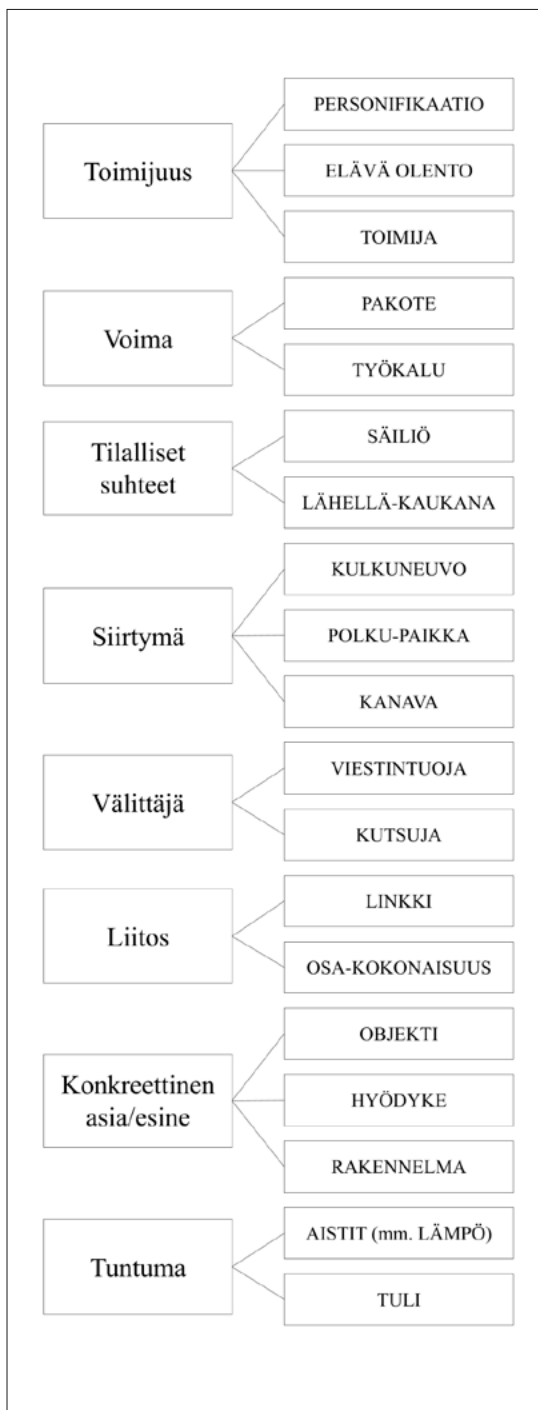 Toimijuus
PERSONIFIKAATIO
ELÄVÄ OLENTO
TOIMIJA
Voima
PAKOTE
TYÖKALU
Tilalliset
suhteet
SÄILIÖ
LÄHELLÄ-KAUKANA
Siirtymä
KULKUNEUVO
POLKU-PAIKKA
KANAVA
Välittäjä
VIESTINTUOJA
KUTSUJA
Liitos
LINKKI
OSA-KOKONAISUUS
Konkreettinen
asia/esine
OBJEKTI
HYÖDYKE
RAKENNELMA
Tuntuma
AISTIT (mm. LÄMPÖ)
TULI